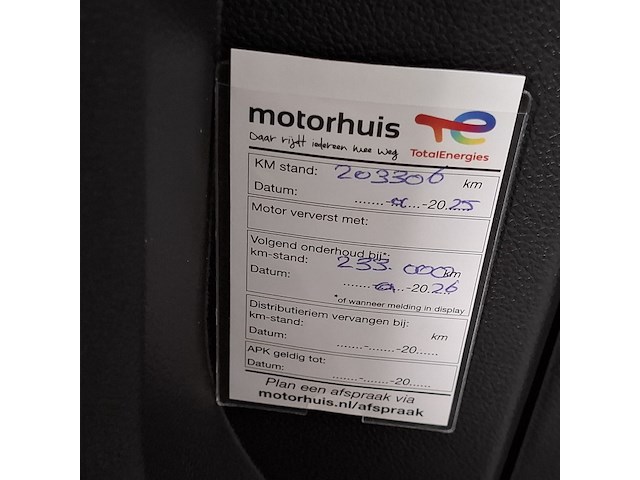 motorhuis
Daar rijdt iedereen mee weg
TotalEnergies
KM stand: 203306 km
Datum: ........-......-20.25
Motor ververst met:
Volgend onderhoud bij*:
km-stand: 233.000 km
Datum: ........-......-20.26
*of wanneer melding in display
Distributieriem vervangen bij:
km-stand: km
Datum: .......-.......-20......
APK geldig tot:
Datum: .......-.......-20......
Plan een afspraak via
motorhuis.nl/afspraak